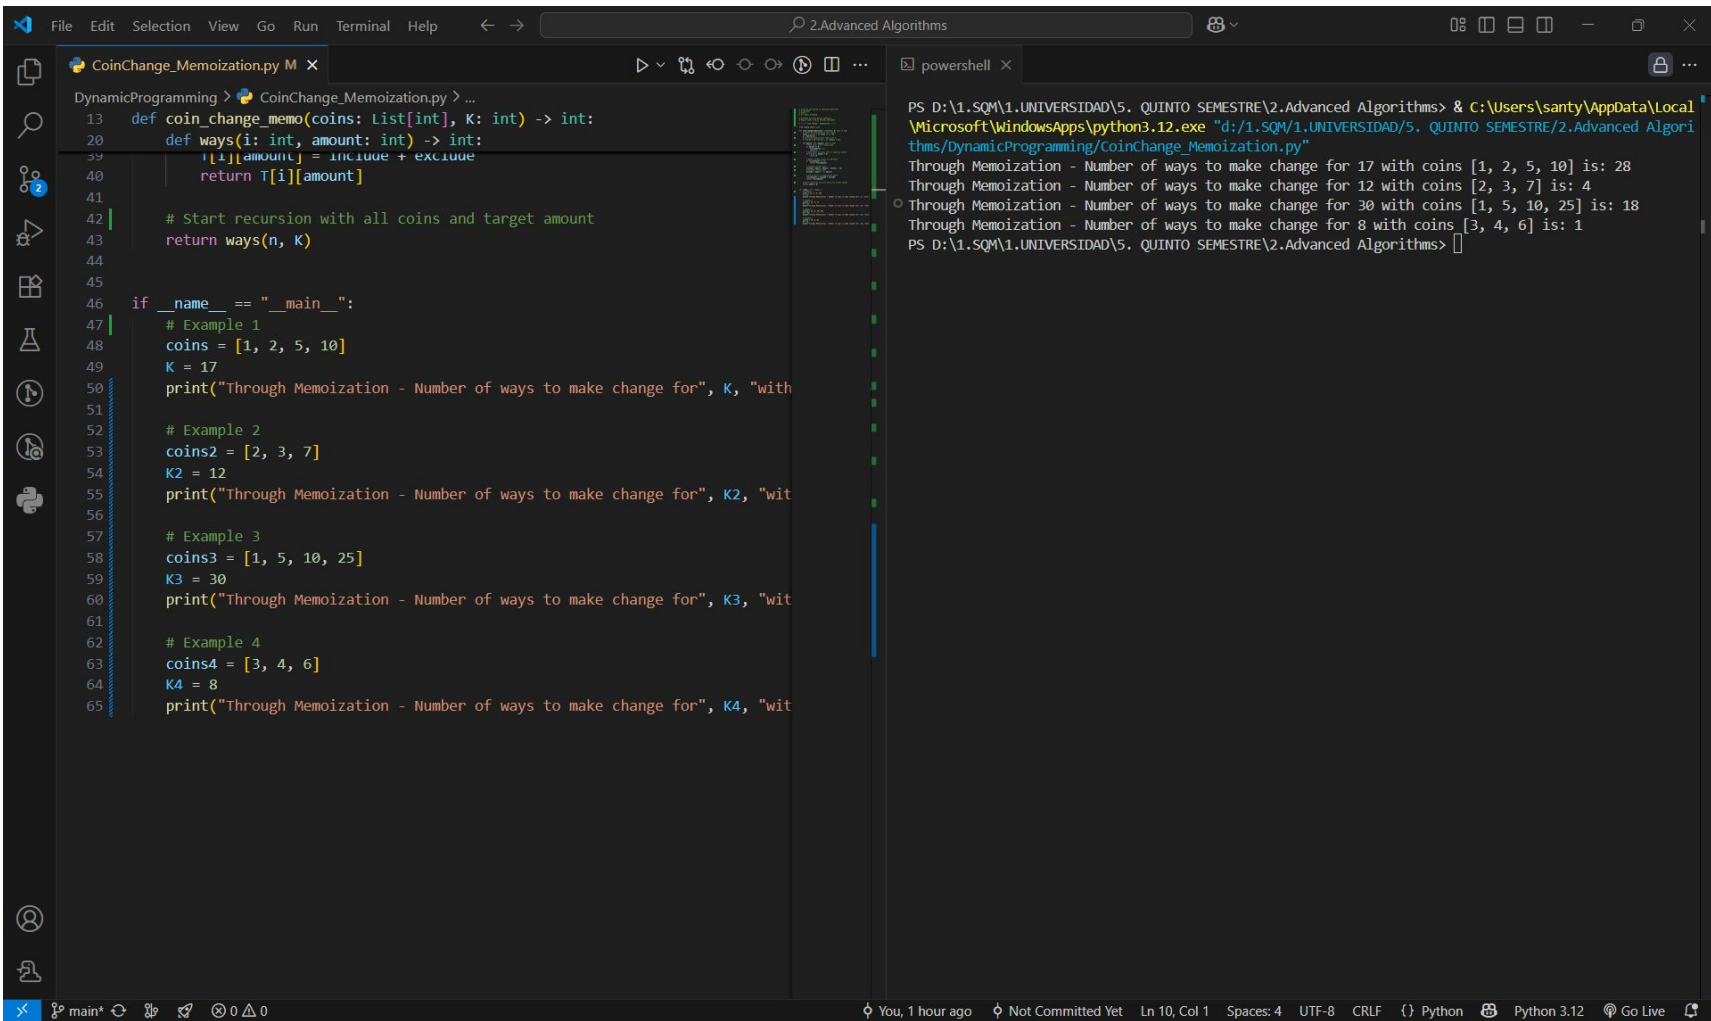 File Edit Selection View Go Run Terminal Help
2.Advanced Algorithms
CoinChange_Memoization.py M
DynamicProgramming > CoinChange_Memoization.py > ...
13 def coin_change_memo(coins: List[int], K: int) -> int:
20 def ways(i: int, amount: int) -> int:
39 T[i][amount] = include + exclude
40 return T[i][amount]
41
42 # Start recursion with all coins and target amount
43 return ways(n, K)
44
45
46 if __name__ == "__main__":
47 # Example 1
48 coins = [1, 2, 5, 10]
49 K = 17
50 print("Through Memoization - Number of ways to make change for", K, "with
51
52 # Example 2
53 coins2 = [2, 3, 7]
54 K2 = 12
55 print("Through Memoization - Number of ways to make change for", K2, "wit
56
57 # Example 3
58 coins3 = [1, 5, 10, 25]
59 K3 = 30
60 print("Through Memoization - Number of ways to make change for", K3, "wit
61
62 # Example 4
63 coins4 = [3, 4, 6]
64 K4 = 8
65 print("Through Memoization - Number of ways to make change for", K4, "wit
powershell
PS D:\1.SQM\1.UNIVERSIDAD\5. QUINTO SEMESTRE\2.Advanced Algorithms> & C:\Users\santy\AppData\Local
\Microsoft\WindowsApps\python3.12.exe "d:/1.SQM/1.UNIVERSIDAD/5. QUINTO SEMESTRE/2.Advanced Algori
thms/DynamicProgramming/CoinChange_Memoization.py"
Through Memoization - Number of ways to make change for 17 with coins [1, 2, 5, 10] is: 28
Through Memoization - Number of ways to make change for 12 with coins [2, 3, 7] is: 4
Through Memoization - Number of ways to make change for 30 with coins [1, 5, 10, 25] is: 18
Through Memoization - Number of ways to make change for 8 with coins [3, 4, 6] is: 1
PS D:\1.SQM\1.UNIVERSIDAD\5. QUINTO SEMESTRE\2.Advanced Algorithms>
2
main* 0 0
You, 1 hour ago Not Committed Yet Ln 10, Col 1 Spaces: 4 UTF-8 CRLF {} Python Python 3.12 Go Live